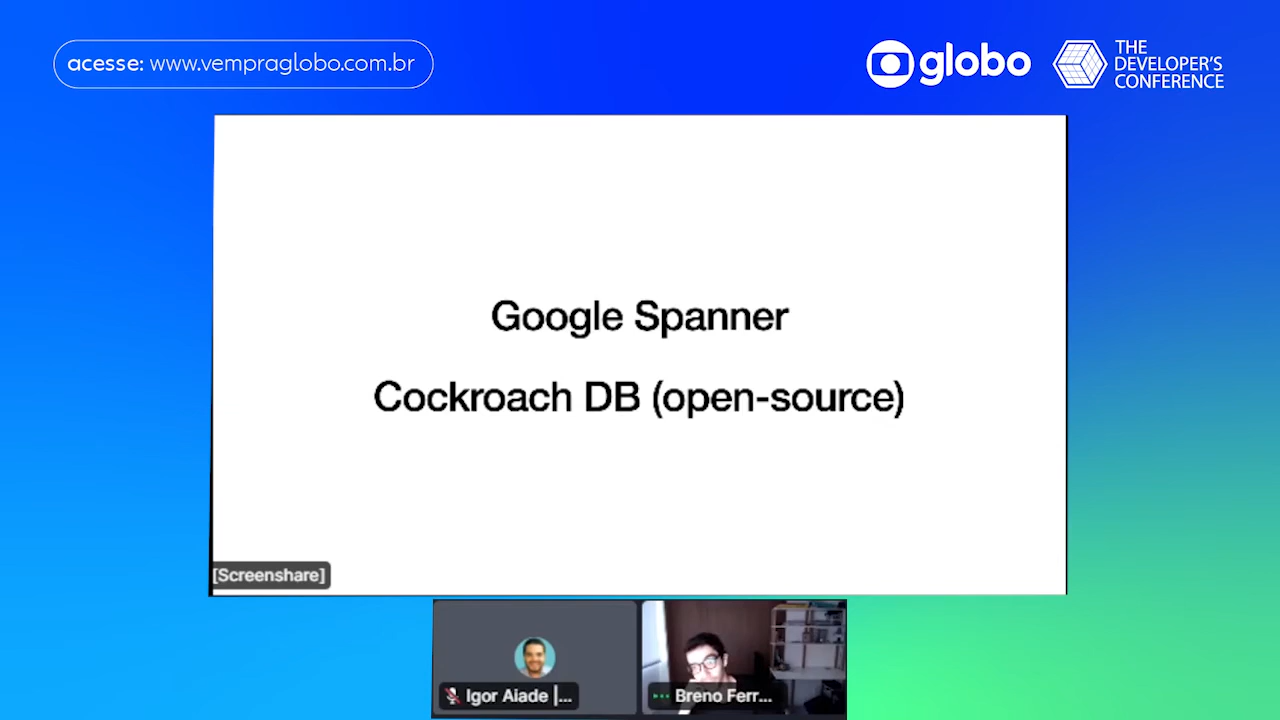 acesse: www.vempraglobo.com.br
globo
THE
DEVELOPER'S
CONFERENCE
Google Spanner
Cockroach DB (open-source)
[Screenshare]
Igor Aiade |...
Breno Ferr...